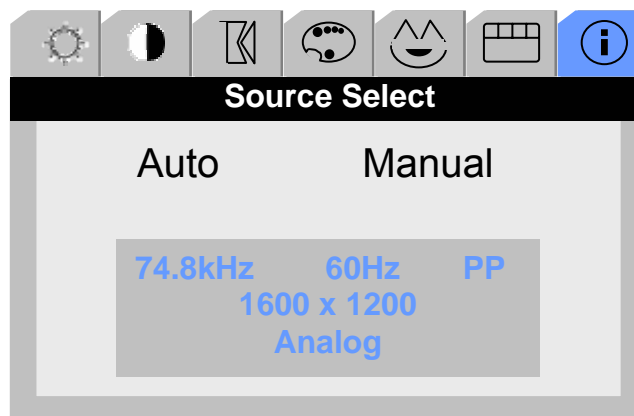 Source Select
Auto Manual
74.8kHz 60Hz PP
1600 x 1200
Analog